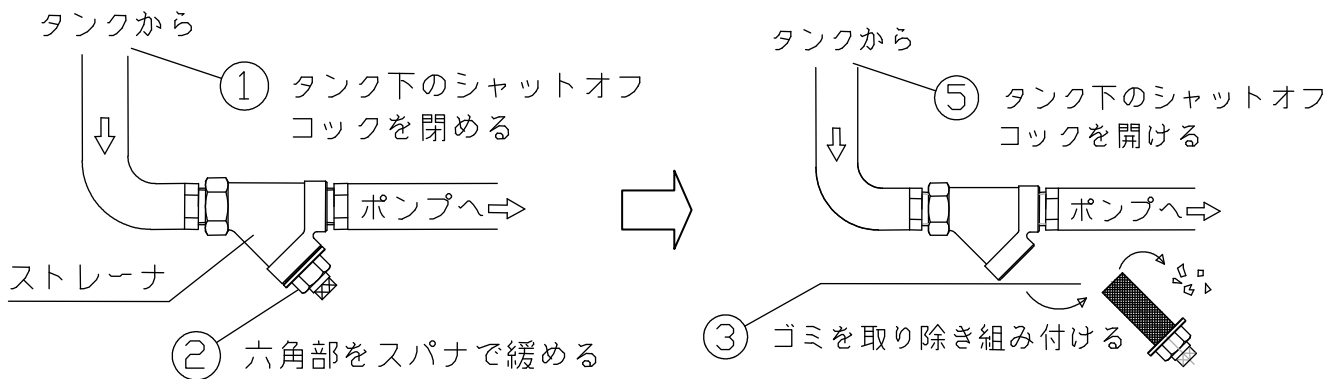 タンクから
① タンク下のシャットオフ
コックを閉める
ポンプへ
ストレーナ
② 六角部をスパナで緩める
タンクから
⑤ タンク下のシャットオフ
コックを開ける
ポンプへ
③ ゴミを取り除き組み付ける